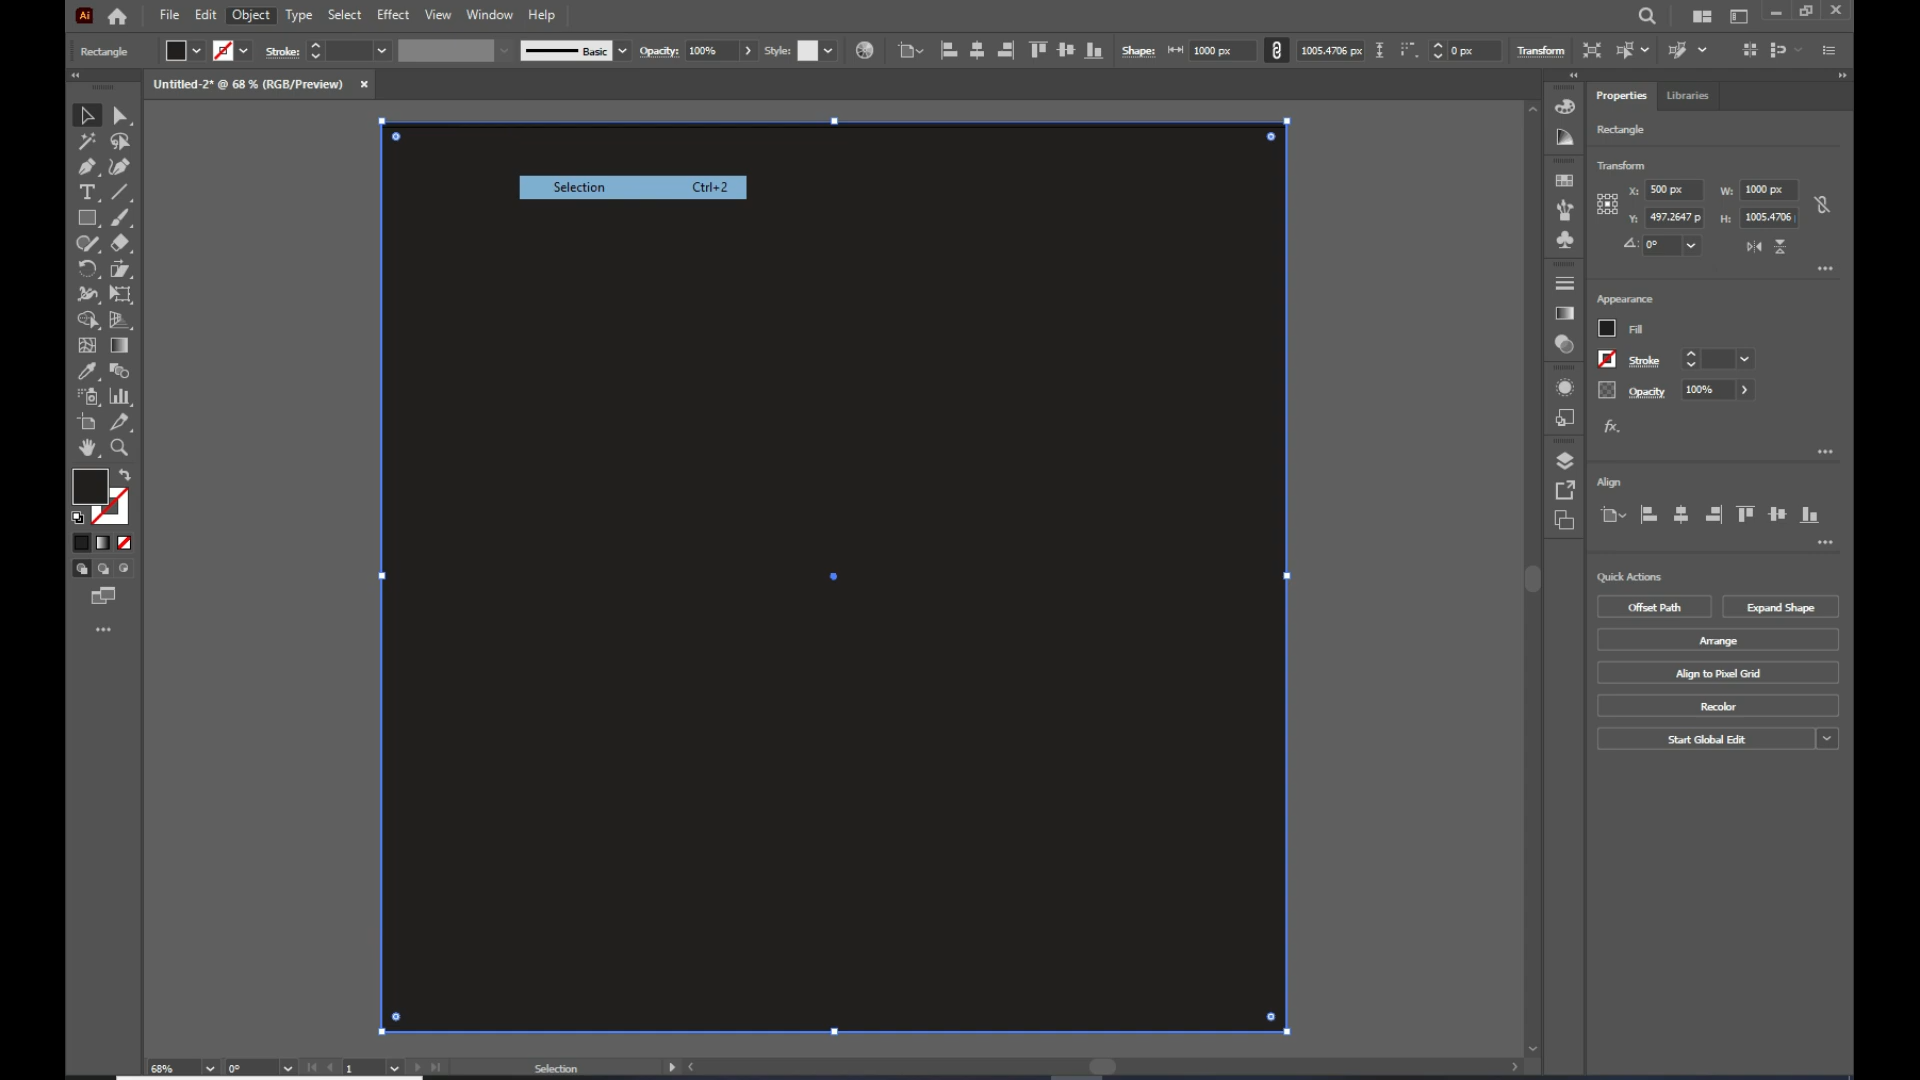 Ai File Edit Object Type Select Effect View Window Help
Rectangle Stroke: Basic Opacity: 100% Style: Shape: 1000 px 1005.4706 px 0 px Transform
Untitled-2* @ 68 % (RGB/Preview) ×
Properties Libraries
Rectangle
Transform
X: 500 px W: 1000 px
Y: 497.2647 p H: 1005.4706
0°
Selection Ctrl+2
Appearance
Fill
Stroke
Opacity 100%
fx.
Align
Quick Actions
Offset Path Expand Shape
Arrange
Align to Pixel Grid
Recolor
Start Global Edit
68% 0° 1 Selection